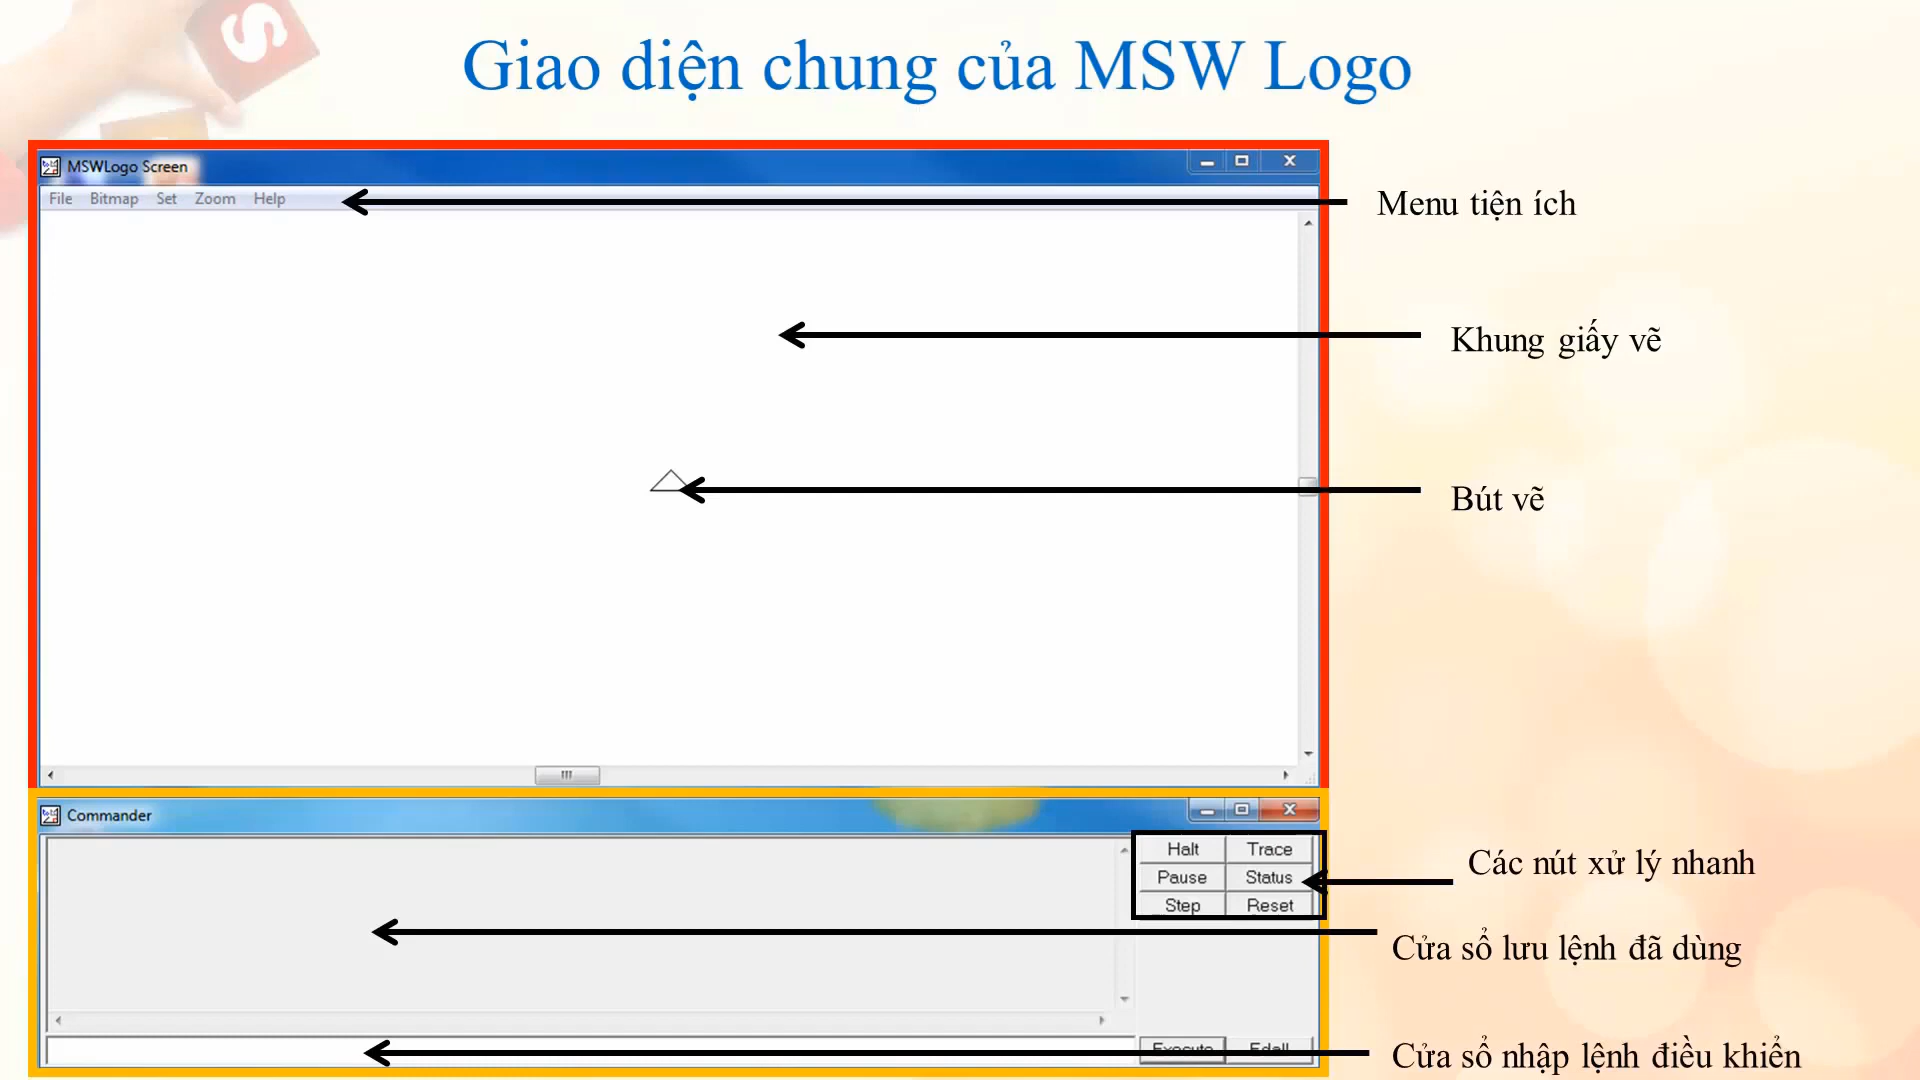 Giao diện chung của MSW Logo
MSWLogo Screen
File Bitmap Set Zoom Help
Menu tiện ích
Khung giấy vẽ
Bút vẽ
Commander
Halt Trace
Pause Status
Step Reset
Các nút xử lý nhanh
Cửa sổ lưu lệnh đã dùng
Execute Edall
Cửa sổ nhập lệnh điều khiển
S